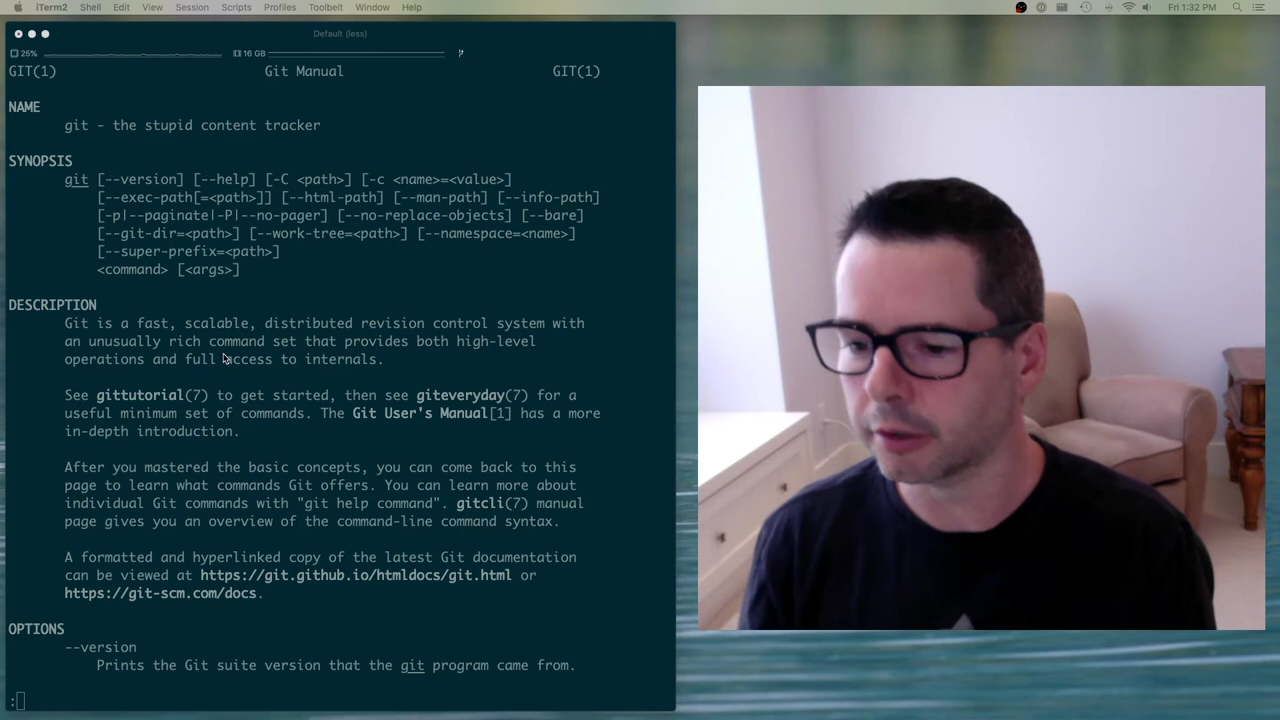 iTerm2 Shell Edit View Session Scripts Profiles Toolbelt Window Help Fri 1:32 PM
Default (less)
25% 16 GB
GIT(1) Git Manual GIT(1)
NAME
git - the stupid content tracker
SYNOPSIS
git [--version] [--help] [-C <path>] [-c <name>=<value>]
[--exec-path[=<path>]] [--html-path] [--man-path] [--info-path]
[-p|--paginate|-P|--no-pager] [--no-replace-objects] [--bare]
[--git-dir=<path>] [--work-tree=<path>] [--namespace=<name>]
[--super-prefix=<path>]
<command> [<args>]
DESCRIPTION
Git is a fast, scalable, distributed revision control system with
an unusually rich command set that provides both high-level
operations and full access to internals.
See gittutorial(7) to get started, then see giteveryday(7) for a
useful minimum set of commands. The Git User's Manual[1] has a more
in-depth introduction.
After you mastered the basic concepts, you can come back to this
page to learn what commands Git offers. You can learn more about
individual Git commands with "git help command". gitcli(7) manual
page gives you an overview of the command-line command syntax.
A formatted and hyperlinked copy of the latest Git documentation
can be viewed at https://git.github.io/htmldocs/git.html or
https://git-scm.com/docs.
OPTIONS
--version
Prints the Git suite version that the git program came from.
: